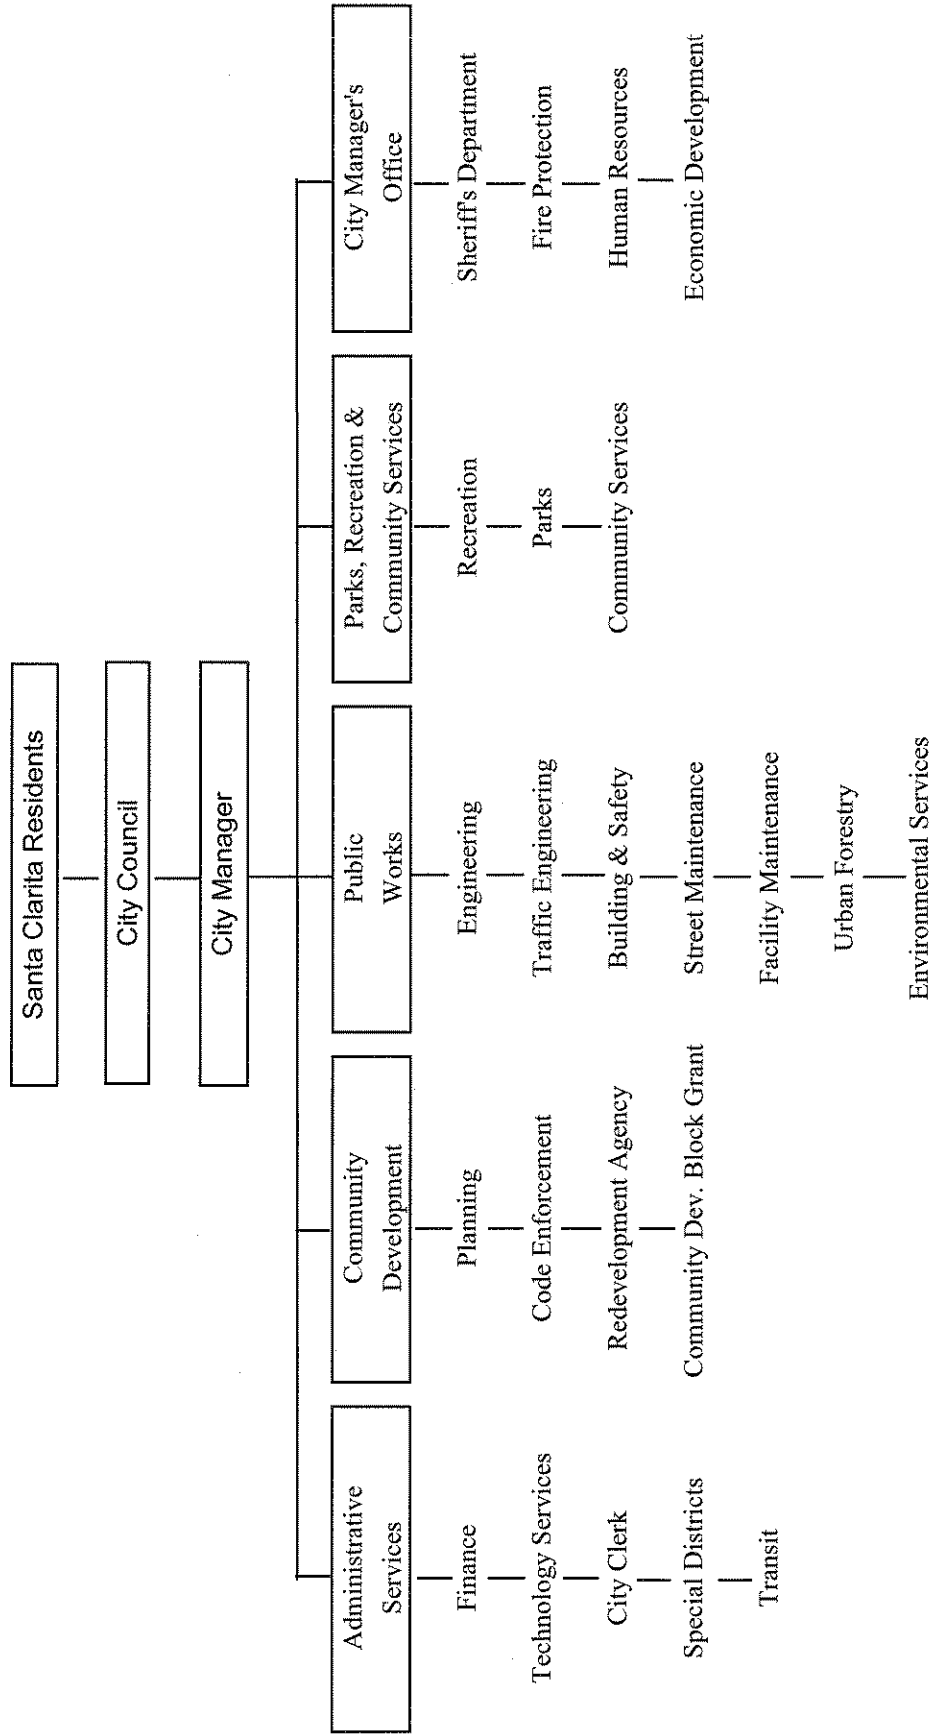 Santa Clarita Residents
City Council
City Manager
Administrative
Services
Finance
Technology Services
City Clerk
Special Districts
Transit
Community
Development
Planning
Code Enforcement
Redevelopment Agency
Community Dev. Block Grant
Public
Works
Engineering
Traffic Engineering
Building & Safety
Street Maintenance
Facility Maintenance
Urban Forestry
Environmental Services
Parks, Recreation &
Community Services
Recreation
Parks
Community Services
City Manager's
Office
Sheriff's Department
Fire Protection
Human Resources
Economic Development